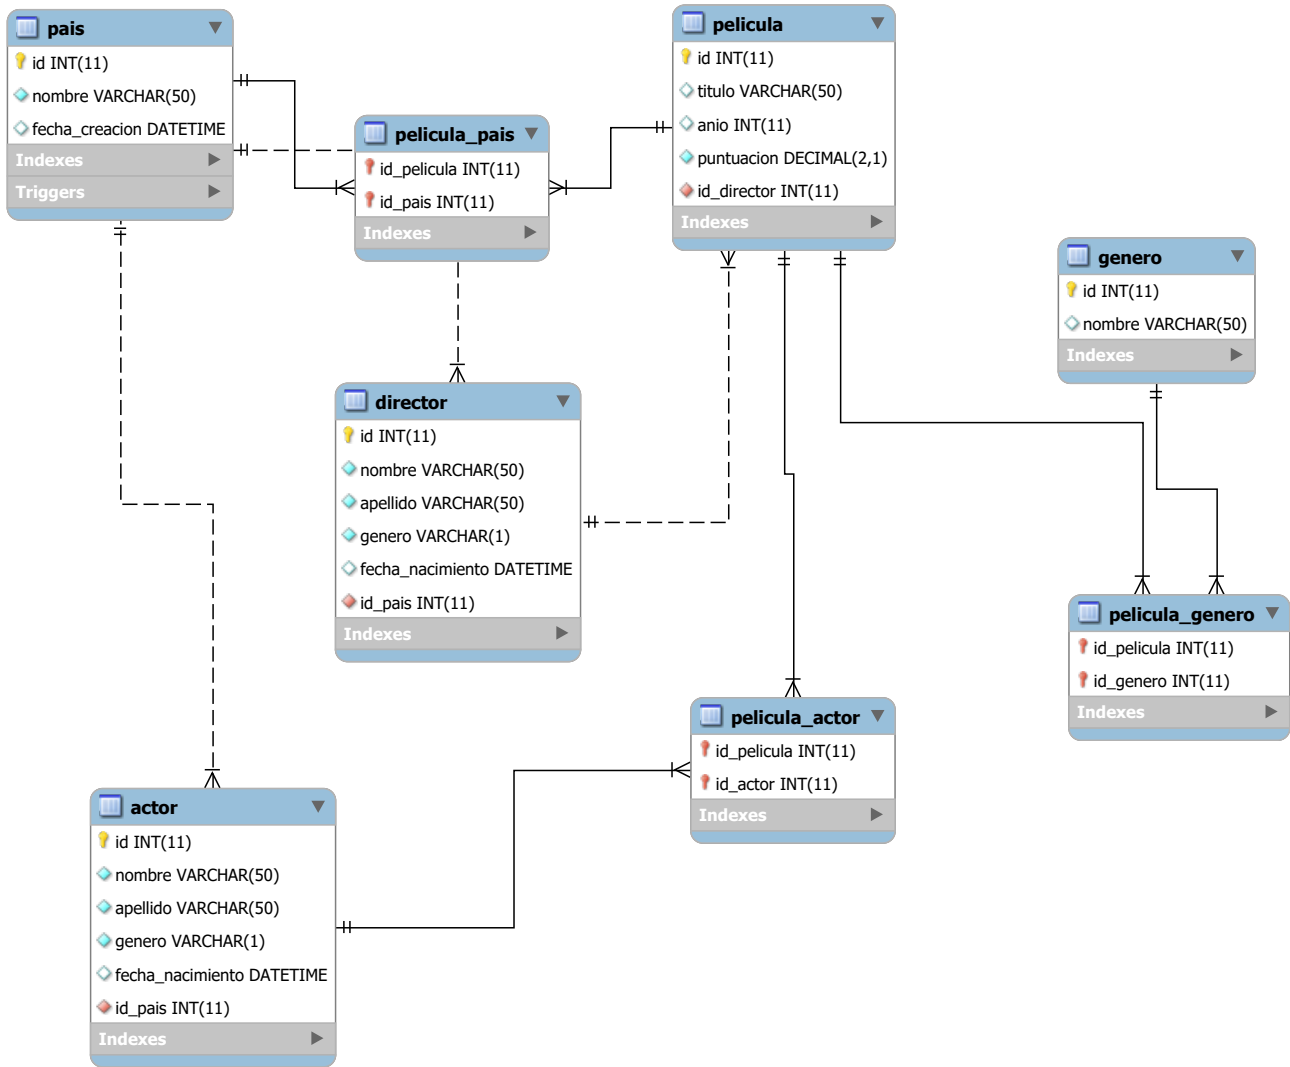 pais
id INT(11)
nombre VARCHAR(50)
fecha_creacion DATETIME
Indexes
Triggers
pelicula_pais
id_pelicula INT(11)
id_pais INT(11)
Indexes
pelicula
id INT(11)
titulo VARCHAR(50)
anio INT(11)
puntuacion DECIMAL(2,1)
id_director INT(11)
Indexes
genero
id INT(11)
nombre VARCHAR(50)
Indexes
director
id INT(11)
nombre VARCHAR(50)
apellido VARCHAR(50)
genero VARCHAR(1)
fecha_nacimiento DATETIME
id_pais INT(11)
Indexes
pelicula_genero
id_pelicula INT(11)
id_genero INT(11)
Indexes
pelicula_actor
id_pelicula INT(11)
id_actor INT(11)
Indexes
actor
id INT(11)
nombre VARCHAR(50)
apellido VARCHAR(50)
genero VARCHAR(1)
fecha_nacimiento DATETIME
id_pais INT(11)
Indexes